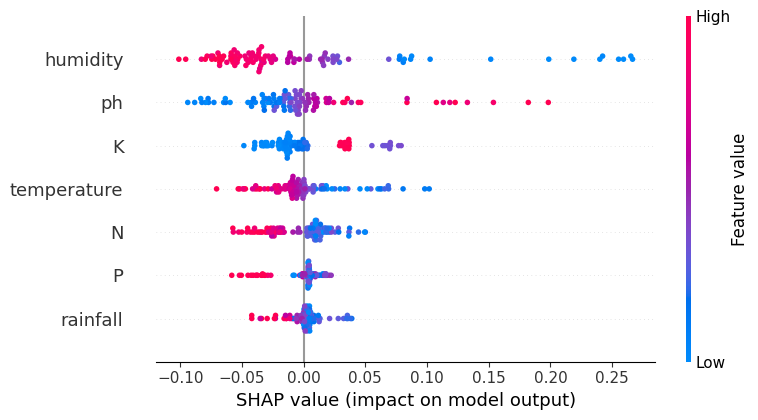 High
humidity
ph
K
temperature
N
P
rainfall
Feature value
Low
−0.10 −0.05 0.00 0.05 0.10 0.15 0.20 0.25
SHAP value (impact on model output)